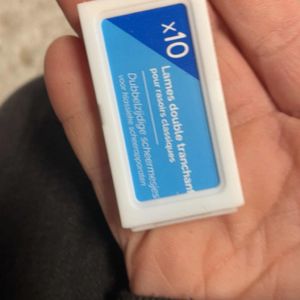 x10
Lames double tranchant
pour rasoirs classiques
Dubbelzijdige scheermesjes
voor klassieke scheerapparaten